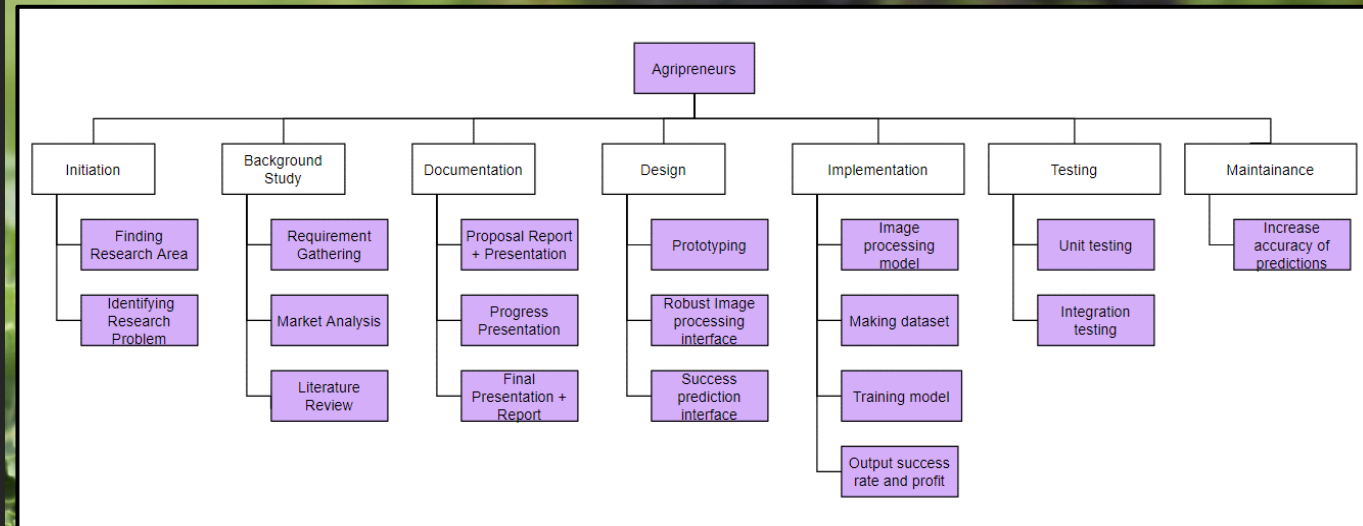 Agripreneurs
Initiation
Background
Study
Documentation
Design
Implementation
Testing
Maintainance
Finding
Research Area
Identifying
Research
Problem
Requirement
Gathering
Market Analysis
Literature
Review
Proposal Report
+ Presentation
Progress
Presentation
Final
Presentation +
Report
Prototyping
Robust Image
processing
interface
Success
prediction
interface
Image
processing
model
Making dataset
Training model
Output success
rate and profit
Unit testing
Integration
testing
Increase
accuracy of
predictions